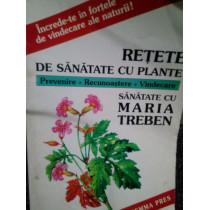 Încrede-te în forțele
de vindecare ale naturii!
REȚETE
DE SĂNĂTATE CU PLANTE
Prevenire - Recunoaștere - Vindecare
SĂNĂTATE CU
MARIA
TREBEN
PRES